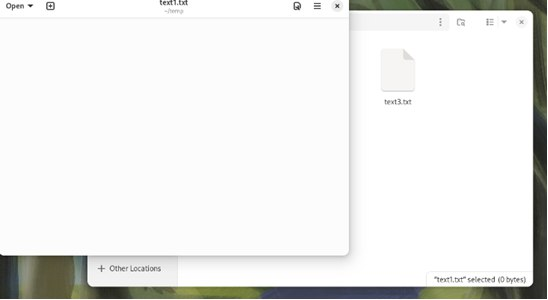 Open
text1.txt
~/temp
text3.txt
Other Locations
"text1.txt" selected (0 bytes)